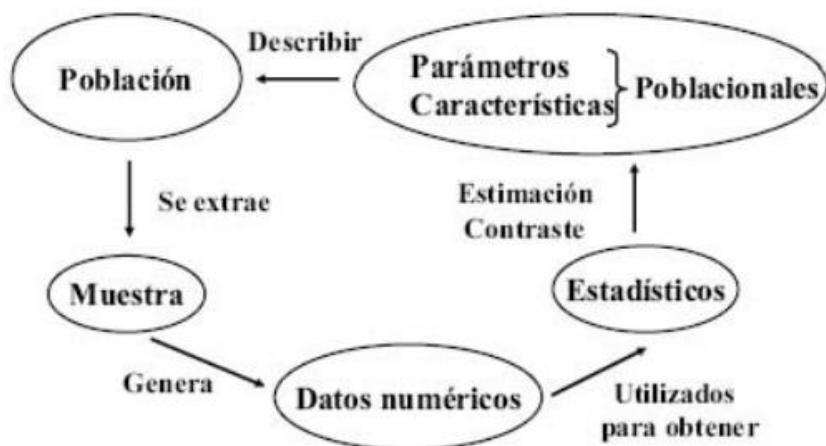 Describir
Población
Parámetros
Características
Poblacionales
Se extrae
Estimación
Contraste
Muestra
Estadísticos
Genera
Datos numéricos
Utilizados
para obtener